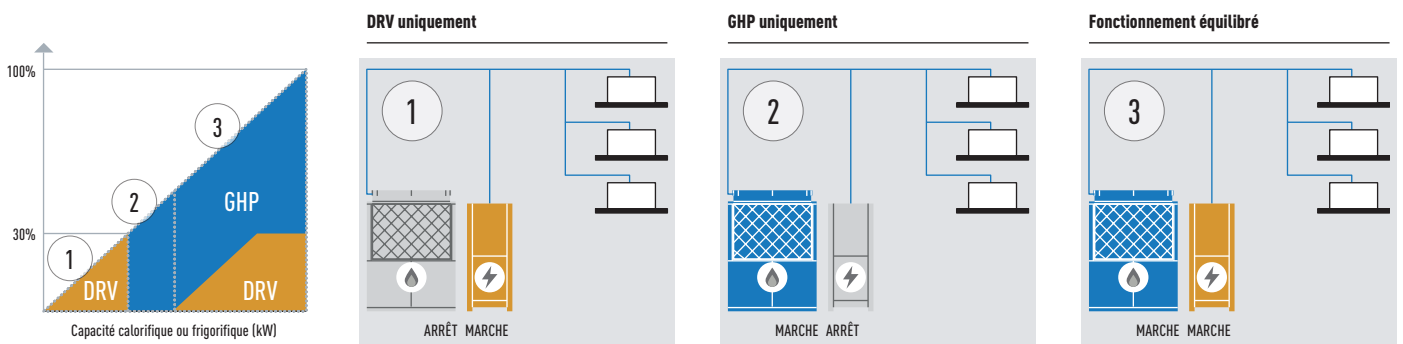 100%
30%
1
2
3
DRV
GHP
DRV
Capacité calorifique ou frigorifique (kW)
DRV uniquement
1
ARRÊT MARCHE
GHP uniquement
2
MARCHE ARRÊT
Fonctionnement équilibré
3
MARCHE MARCHE